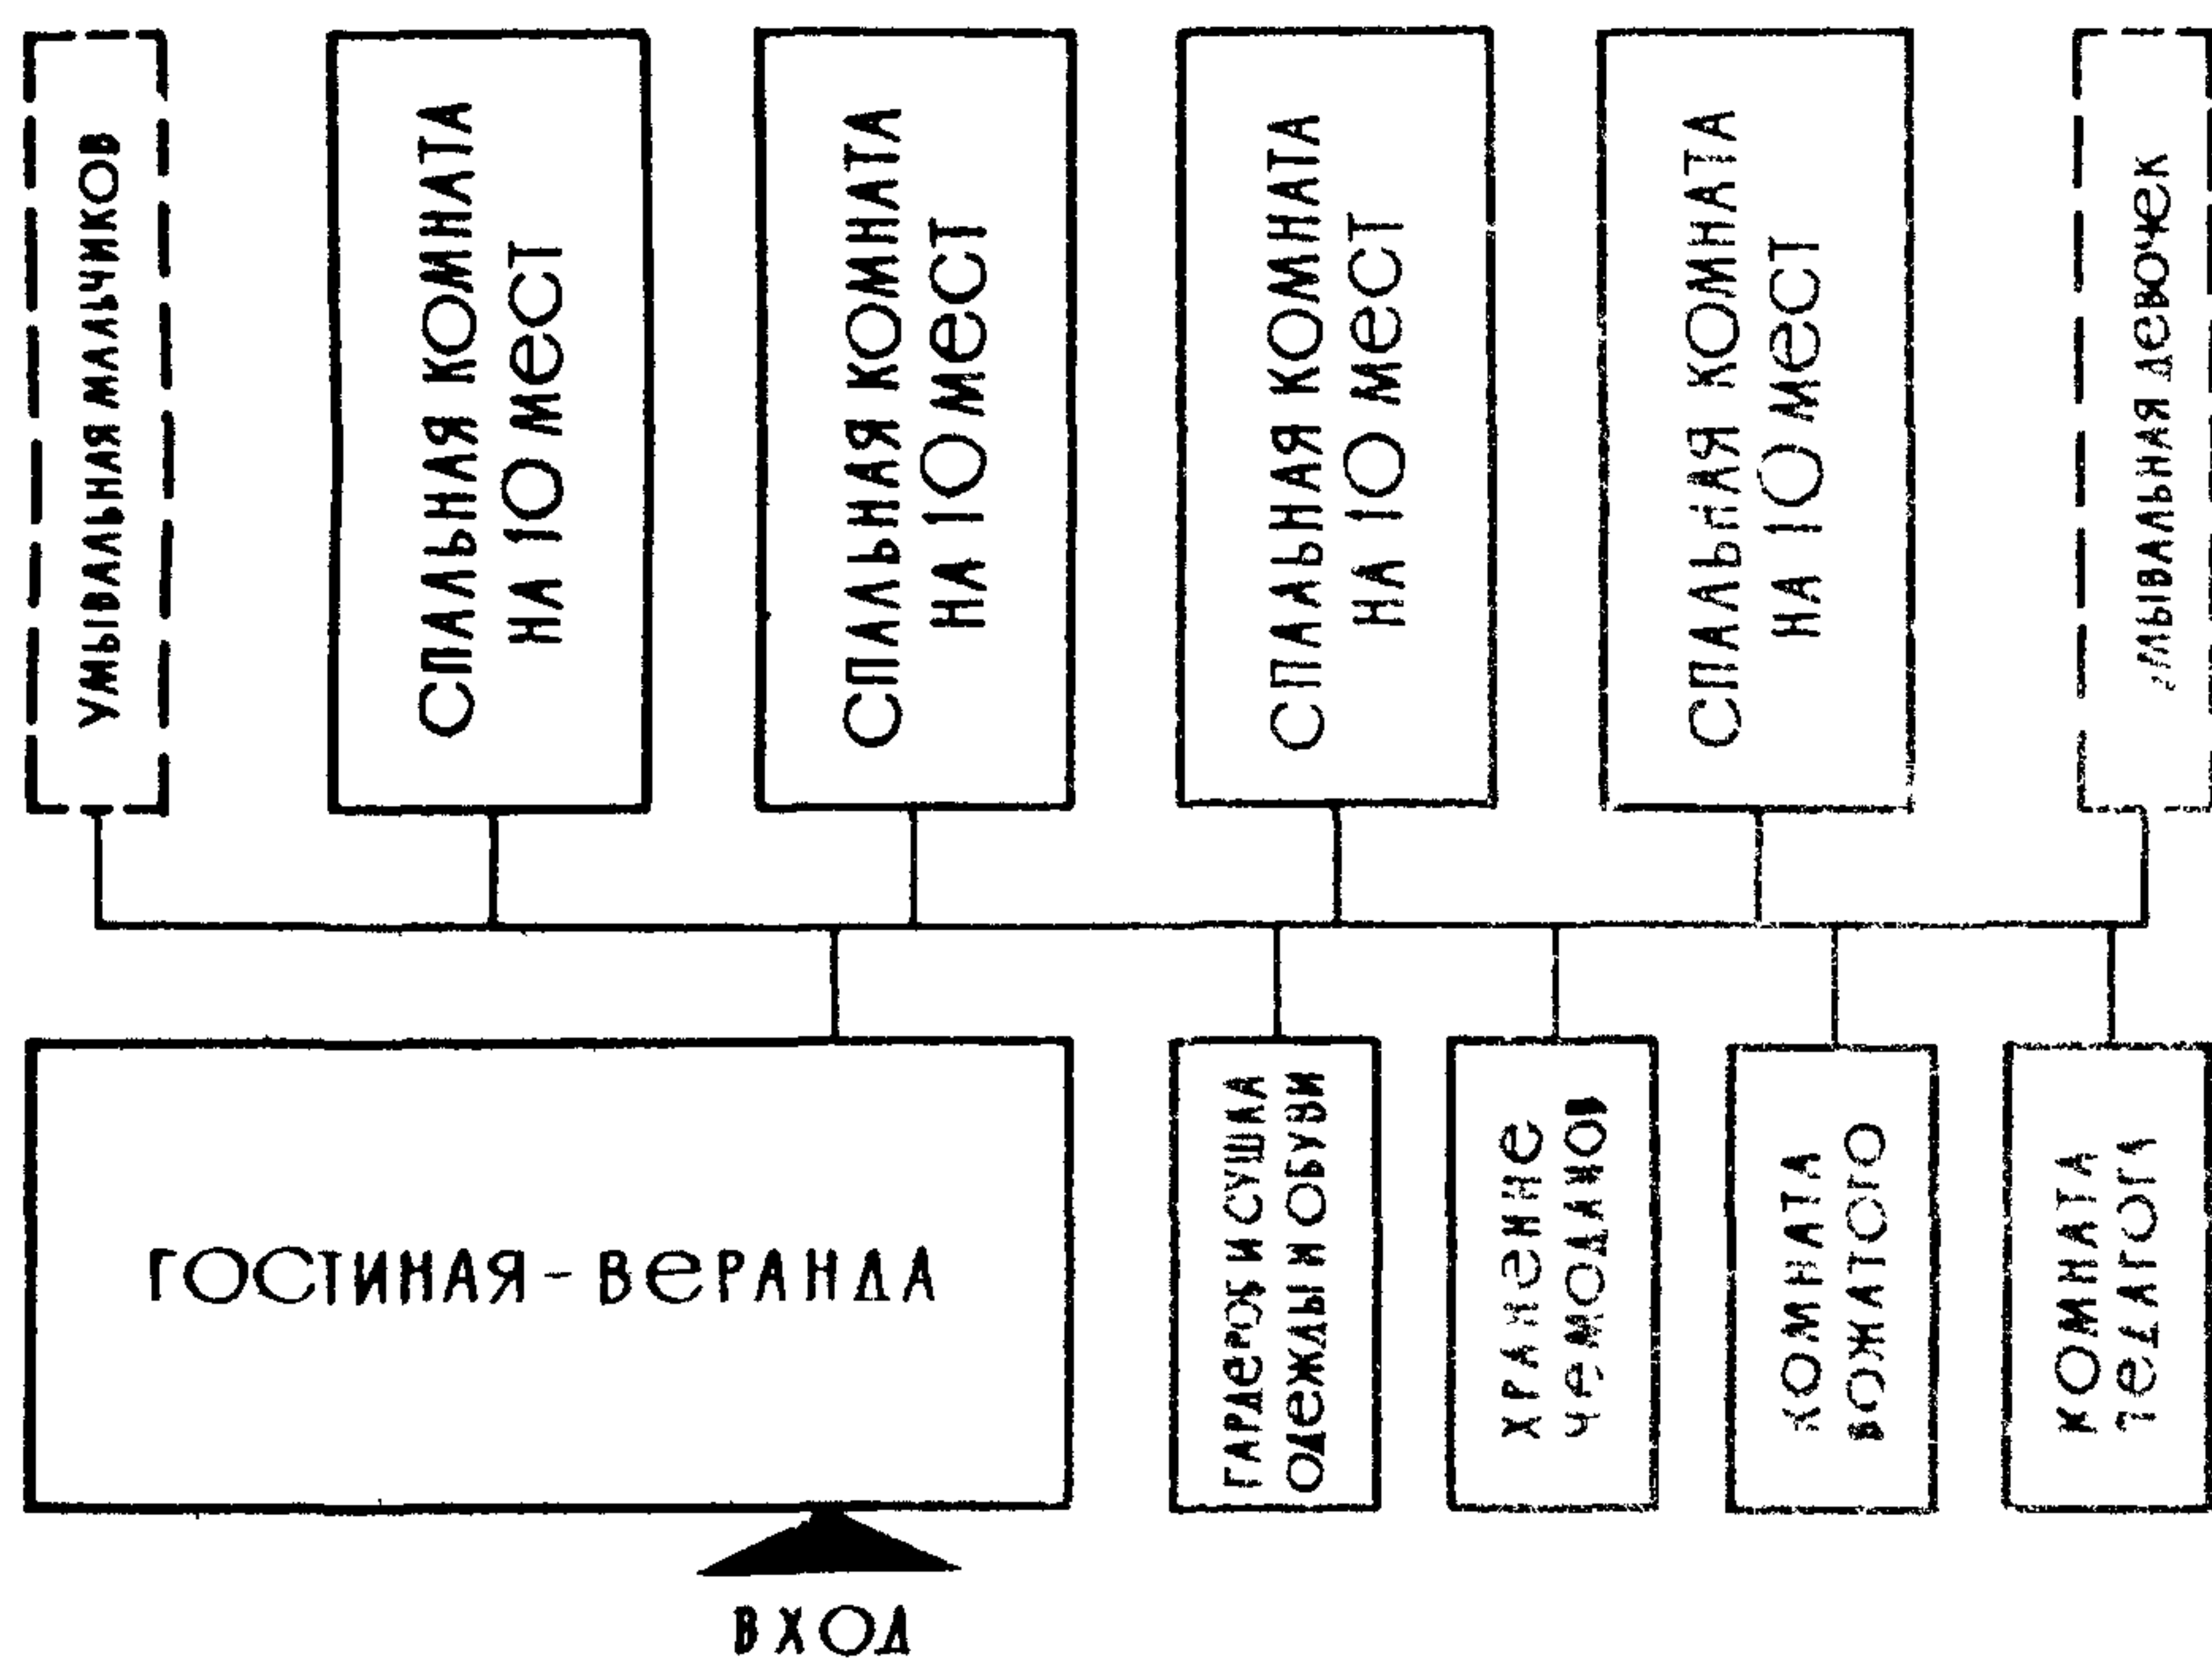 УМЫВАЛЬНАЯ МАЛЬЧИКОВ
СПАЛЬНАЯ КОМНАТА
НА 10 МеСТ
СПАЛЬНАЯ КОМНАТА
НА 10 МеСТ
СПАЛЬНАЯ КОМНАТА
НА 10 МеСТ
СПАЛЬНАЯ КОМНАТА
НА 10 МеСТ
УМЫВАЛЬНАЯ ДеВОЧеК
ГОСТИНАЯ - ВеРАНДА
ГАРДеРОБ И СУШКА
ОДеЖДЫ И ОБУВИ
ХРАНеНИе
ЧеМОДАНОВ
КОМНАТА
ВОЖАТОГО
КОМНАТА
ПеДАГОГА
ВХОД